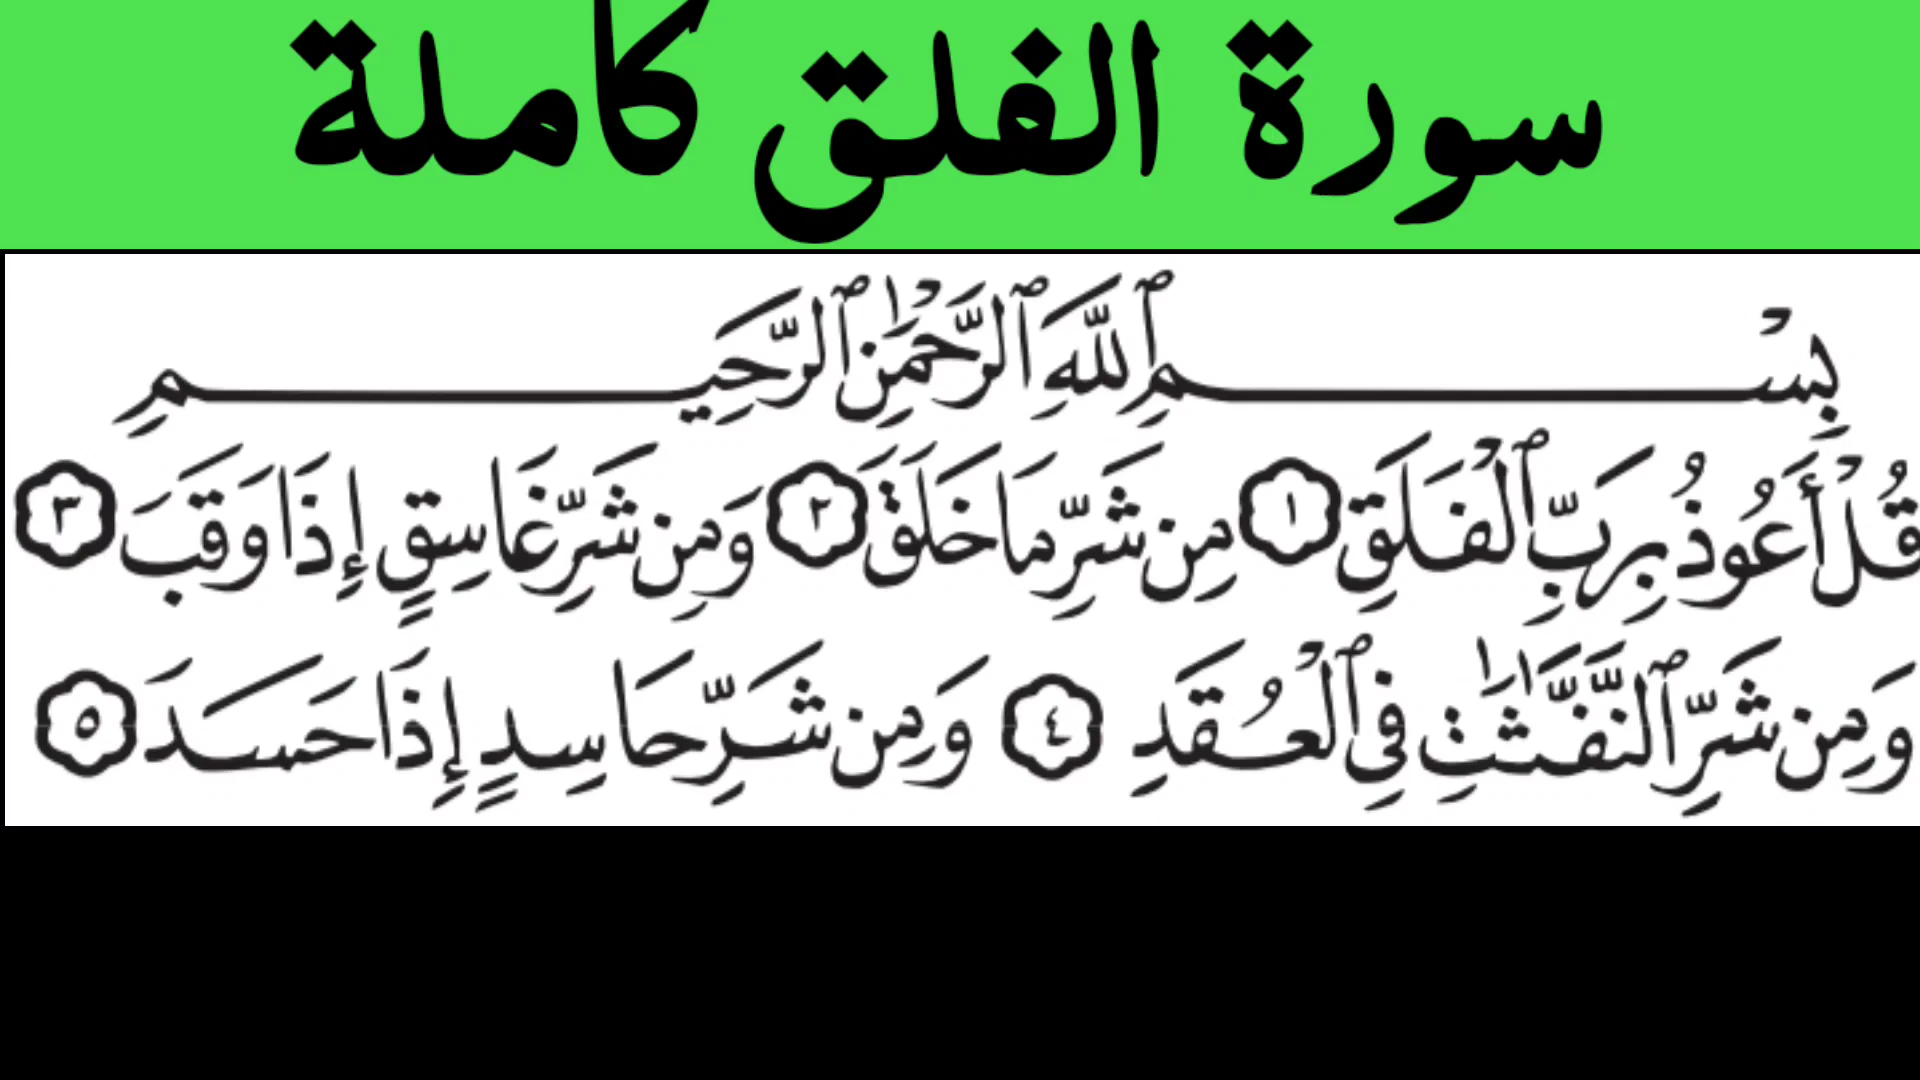 سورة الفلق كاملة
بِسْمِ ٱللَّهِ ٱلرَّحْمَٰنِ ٱلرَّحِيمِ
قُلْ أَعُوذُ بِرَبِّ ٱلْفَلَقِ ١ مِن شَرِّ مَا خَلَقَ ٢ وَمِن شَرِّ غَاسِقٍ إِذَا وَقَبَ ٣
وَمِن شَرِّ ٱلنَّفَّٰثَٰتِ فِى ٱلْعُقَدِ ٤ وَمِن شَرِّ حَاسِدٍ إِذَا حَسَدَ ٥